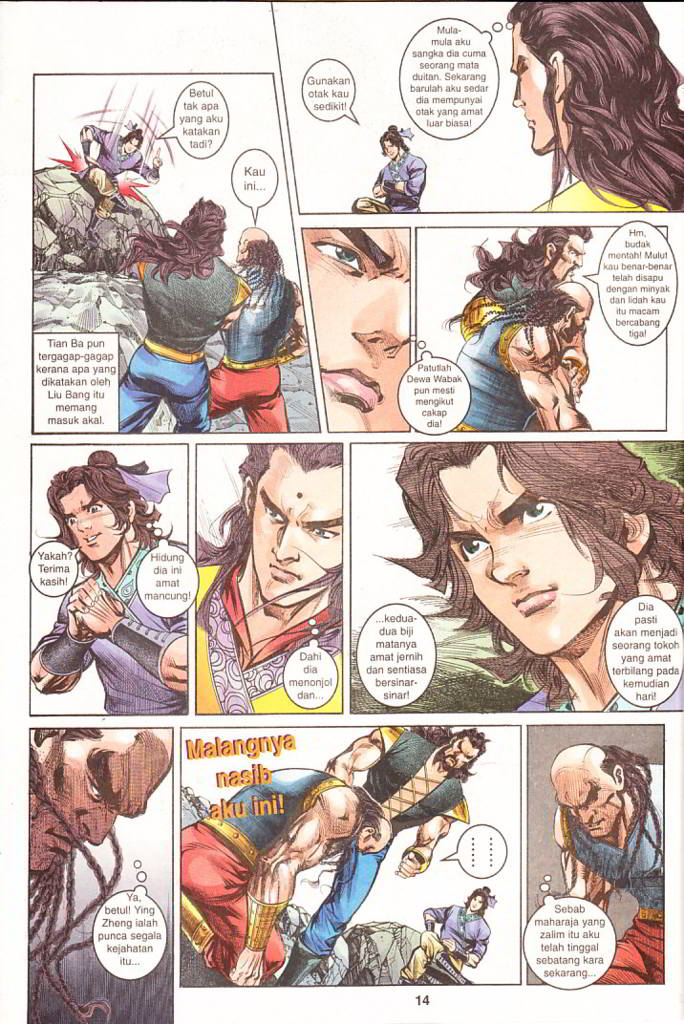 Betul
tak apa
yang aku
katakan
tadi?
Kau
ini...
Tian Ba pun
tergagap-gagap
kerana apa yang
dikatakan oleh
Liu Bang itu
memang
masuk akal.
Gunakan
otak kau
sedikit!
Mula-
mula aku
sangka dia cuma
seorang mata
duitan. Sekarang
barulah aku sedar
dia mempunyai
otak yang amat
luar biasa!
Patutlah
Dewa Wabak
pun mesti
mengikut
cakap
dia!
Hm,
budak
mentah! Mulut
kau benar-benar
telah disapu
dengan minyak
dan lidah kau
itu macam
bercabang
tiga!
Yakah?
Terima
kasih!
Hidung
dia ini
amat
mancung!
Dahi
dia
menonjol
dan...
...kedua-
dua biji
matanya
amat jernih
dan sentiasa
bersinar-
sinar!
Dia
pasti
akan menjadi
seorang tokoh
yang amat
terbilang pada
kemudian
hari!
Ya,
betul! Ying
Zheng ialah
punca segala
kejahatan
itu...
Malangnya
nasib
aku ini!
Sebab
maharaja yang
zalim itu aku
telah tinggal
sebatang kara
sekarang...
14